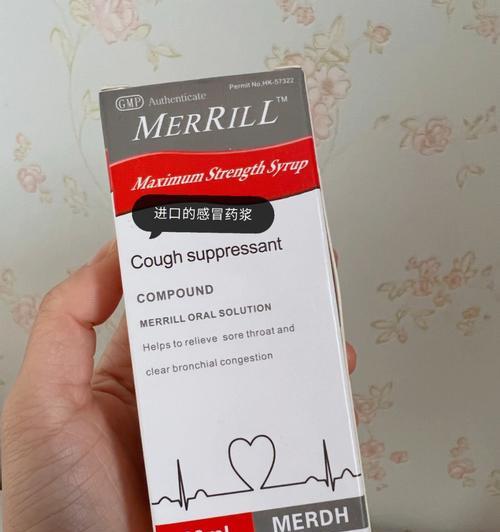 GMP Authenticate
Permit No.HK-57322
MERRILL™
Maximum Strength Syrup
进口的感冒药浆
Cough suppressant
COMPOUND
MERRILL ORAL SOLUTION
Helps to relieve sore throat and
clear bronchial congestion
MERDH